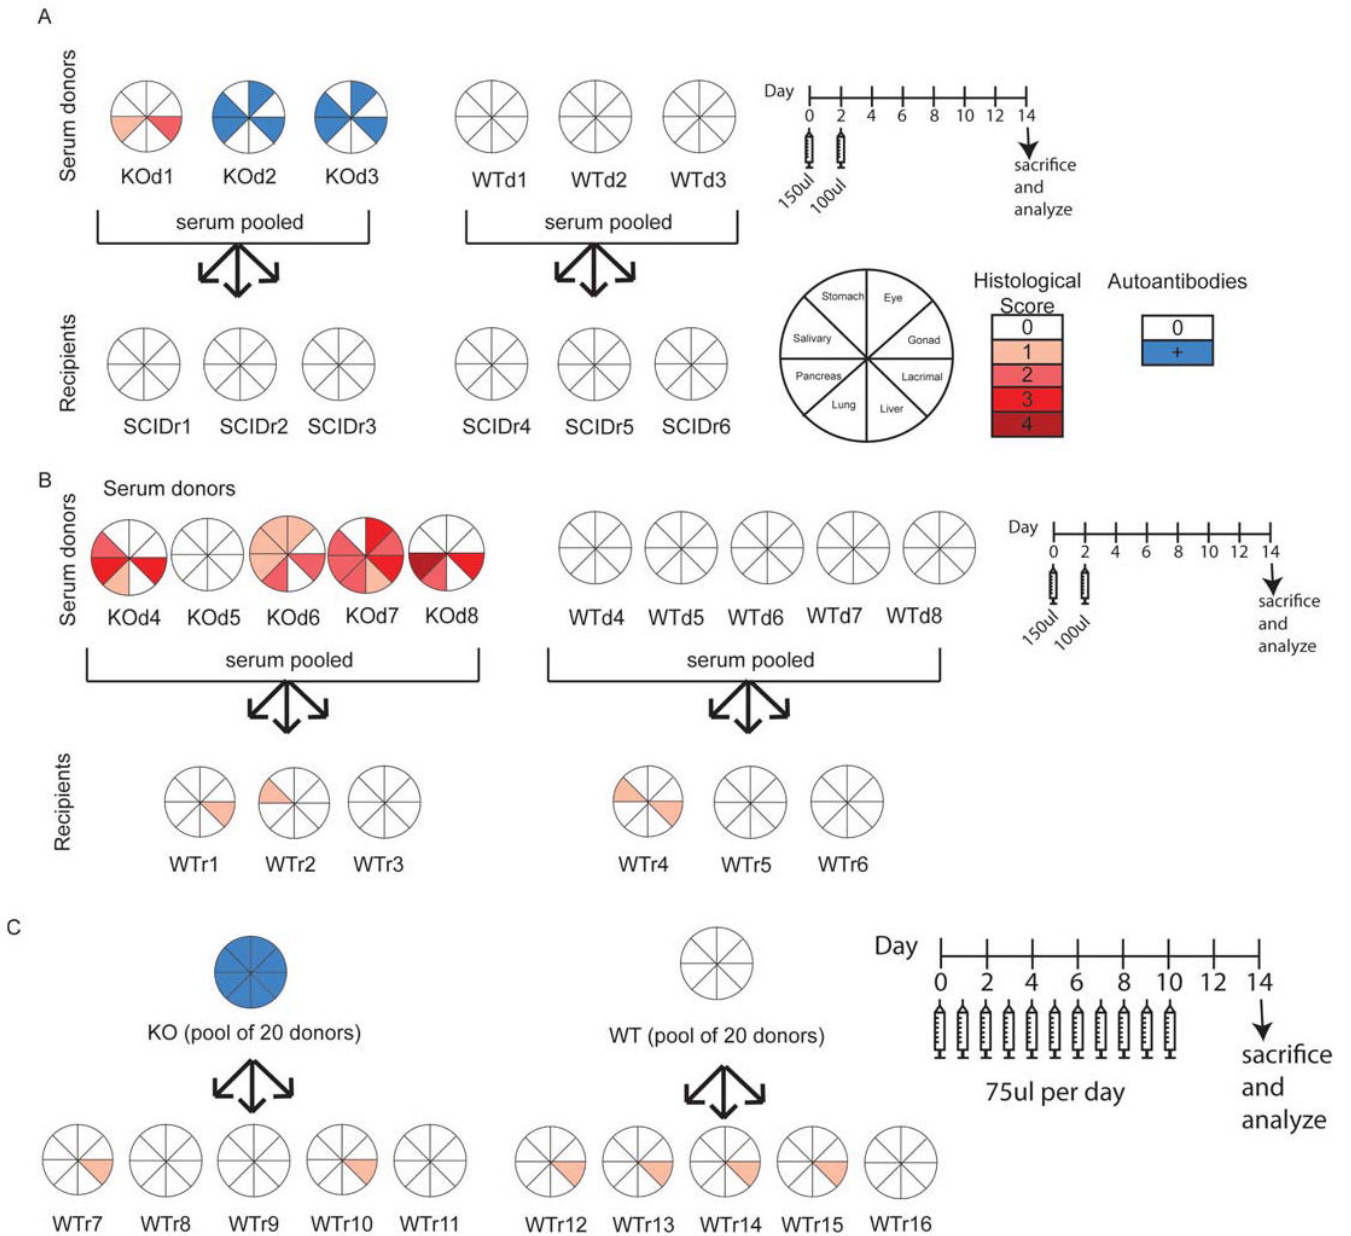 A
Serum donors
KOd1 KOd2 KOd3 WTd1 WTd2 WTd3
serum pooled serum pooled
Recipients
SCIDr1 SCIDr2 SCIDr3 SCIDr4 SCIDr5 SCIDr6
Day
0 2 4 6 8 10 12 14
150ul 100ul
sacrifice
and
analyze
Stomach Eye
Salivary Gonad
Pancreas Lacrimal
Lung Liver
Histological
Score
0
1
2
3
4
Autoantibodies
0
+
B
Serum donors
Serum donors
KOd4 KOd5 KOd6 KOd7 KOd8 WTd4 WTd5 WTd6 WTd7 WTd8
serum pooled serum pooled
Day
0 2 4 6 8 10 12 14
150ul 100ul
sacrifice
and
analyze
Recipients
WTr1 WTr2 WTr3 WTr4 WTr5 WTr6
C
KO (pool of 20 donors) WT (pool of 20 donors)
Day
0 2 4 6 8 10 12 14
75ul per day
sacrifice
and
analyze
WTr7 WTr8 WTr9 WTr10 WTr11 WTr12 WTr13 WTr14 WTr15 WTr16